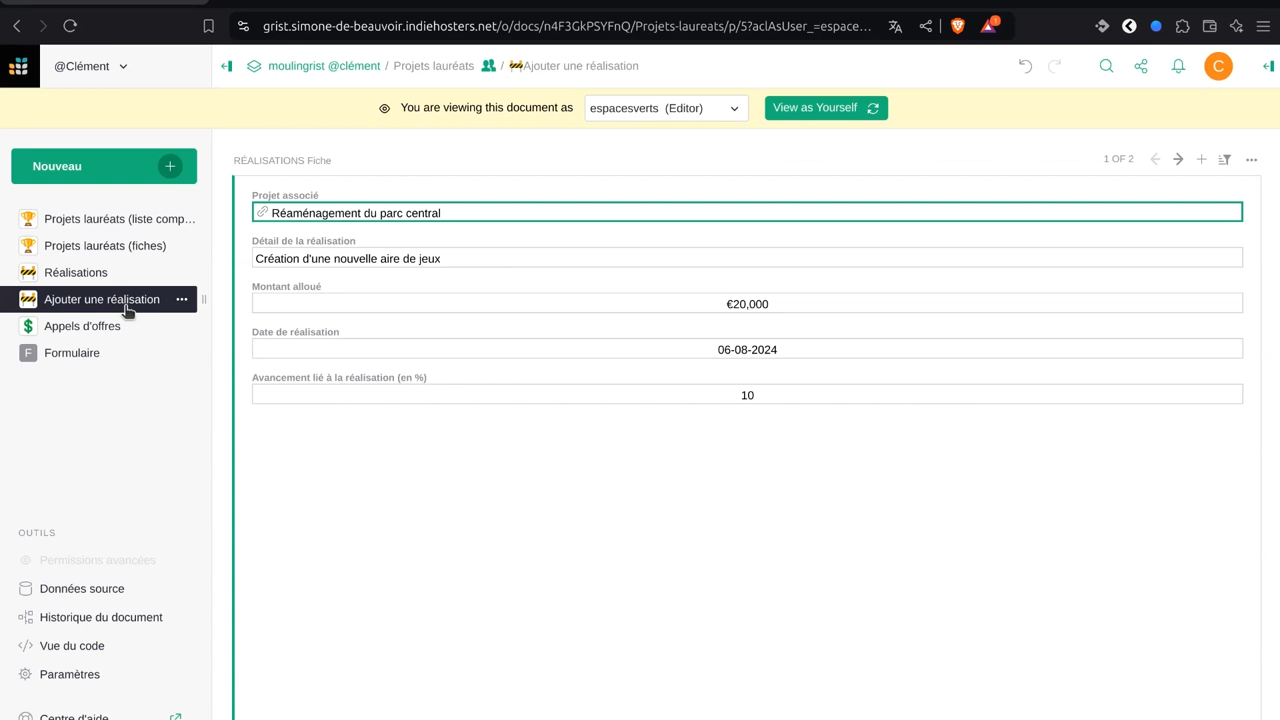 grist.simone-de-beauvoir.indiehosters.net/o/docs/n4F3GkPSYFnQ/Projets-laureats/p/5?aclAsUser_=espace...
1
@Clément
moulingrist @clément / Projets lauréats / 🚧Ajouter une réalisation
C
You are viewing this document as
espacesverts (Editor)
View as Yourself
Nouveau
Projets lauréats (liste comp...
Projets lauréats (fiches)
Réalisations
Ajouter une réalisation
Appels d'offres
F Formulaire
OUTILS
Permissions avancées
Données source
Historique du document
Vue du code
Paramètres
Centre d'aide
RÉALISATIONS Fiche
1 OF 2
Projet associé
Réaménagement du parc central
Détail de la réalisation
Création d'une nouvelle aire de jeux
Montant alloué
€20,000
Date de réalisation
06-08-2024
Avancement lié à la réalisation (en %)
10